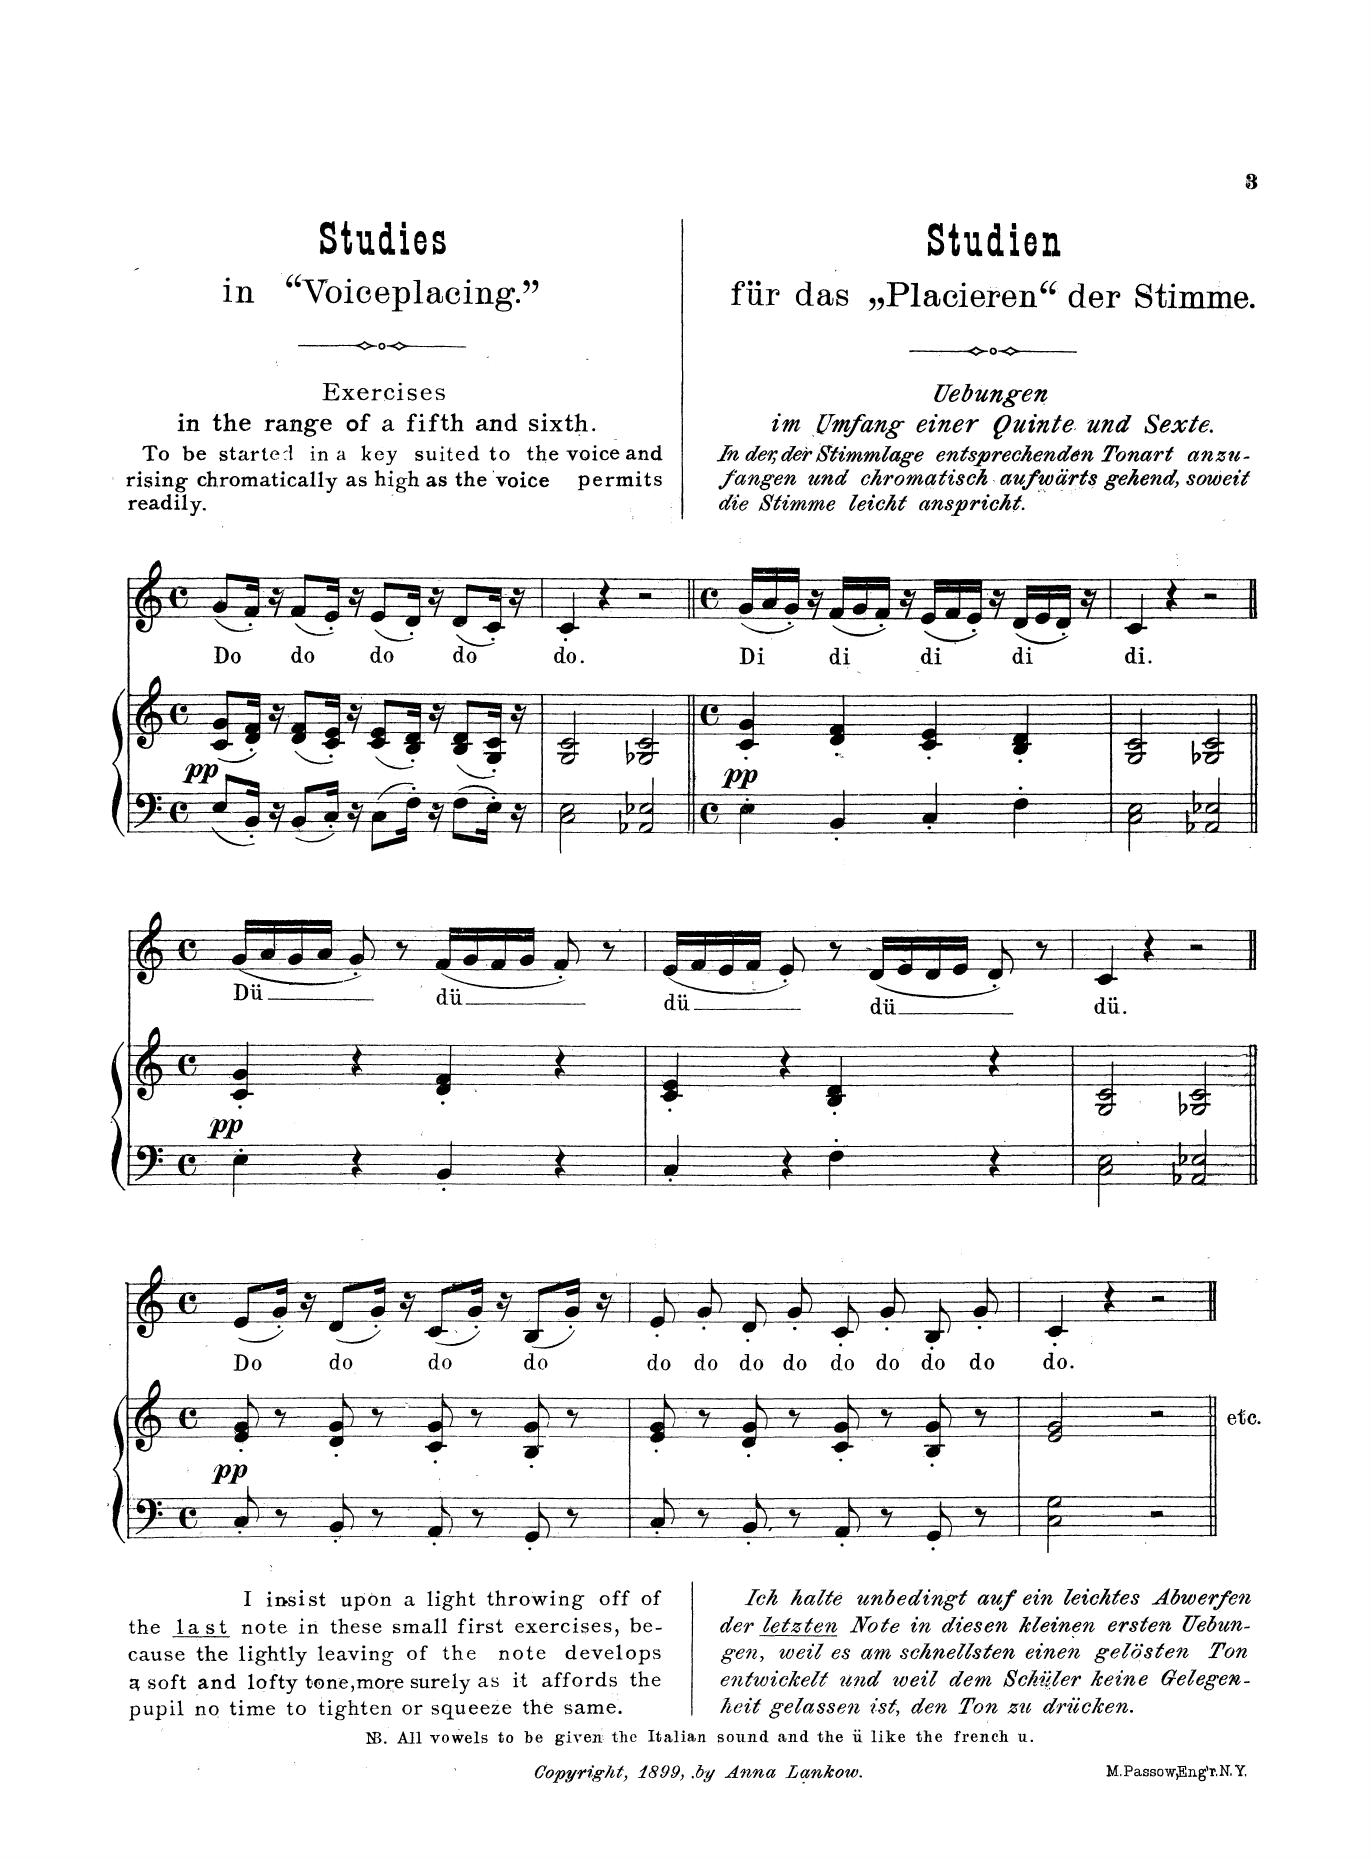 3
Studies
in “Voiceplacing.”
Exercises
in the range of a fifth and sixth.
To be started in a key suited to the voice and
rising chromatically as high as the voice permits
readily.
Studien
für das „Placieren“ der Stimme.
Uebungen
im Umfang einer Quinte und Sexte.
In der, der Stimmlage entsprechenden Tonart anzu-
fangen und chromatisch aufwärts gehend, soweit
die Stimme leicht anspricht.
Do do do do do. Di di di di di.
pp pp
Dü dü dü dü dü.
pp
Do do do do do do do do do do do do do.
etc.
pp
I insist upon a light throwing off of
the last note in these small first exercises, be-
cause the lightly leaving of the note develops
a soft and lofty tone, more surely as it affords the
pupil no time to tighten or squeeze the same.
Ich halte unbedingt auf ein leichtes Abwerfen
der letzten Note in diesen kleinen ersten Uebun-
gen, weil es am schnellsten einen gelösten Ton
entwickelt und weil dem Schüler keine Gelegen-
heit gelassen ist, den Ton zu drücken.
NB. All vowels to be given the Italian sound and the ü like the french u.
Copyright, 1899, by Anna Lankow.
M. Passow, Eng'r. N. Y.